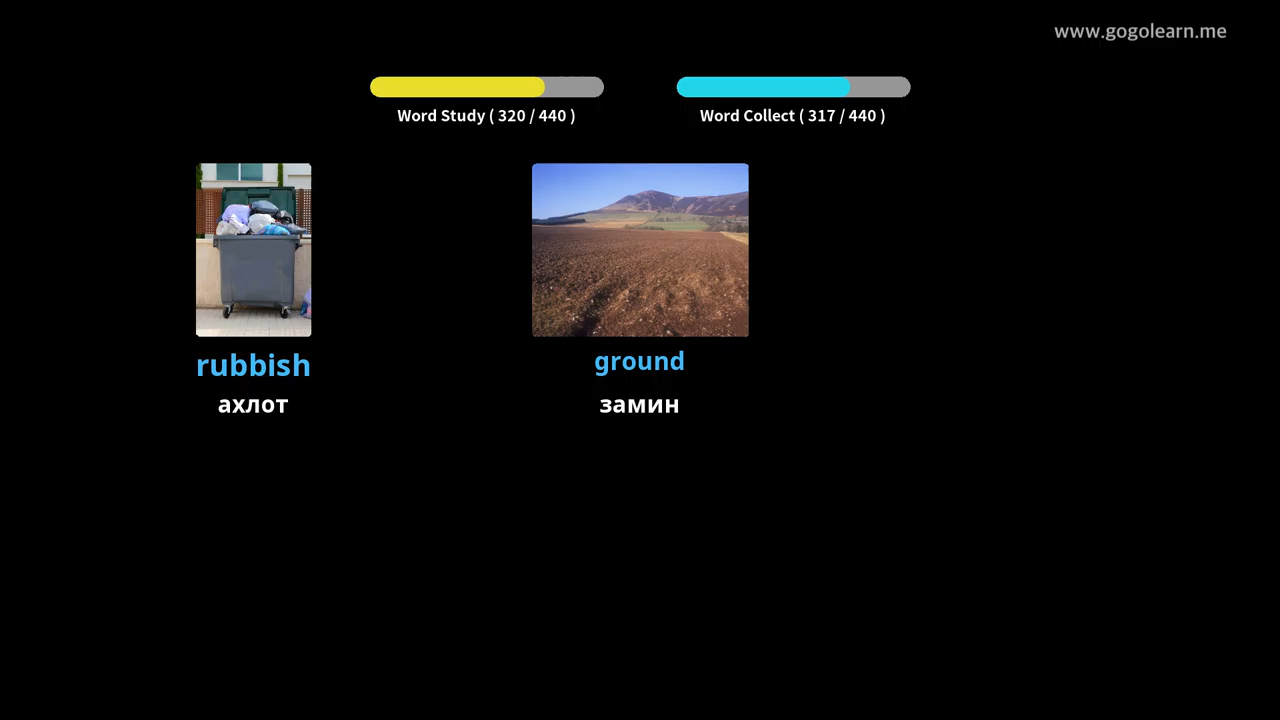 www.gogolearn.me
Word Study ( 320 / 440 )
Word Collect ( 317 / 440 )
rubbish
ахлот
ground
замин